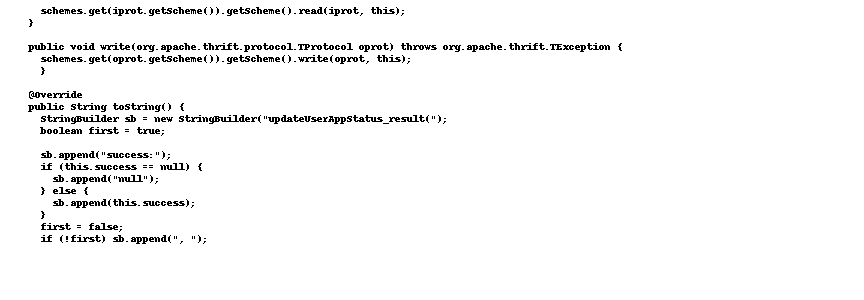 schemes.get(iprot.getScheme()).getScheme().read(iprot, this);
}
public void write(org.apache.thrift.protocol.TProtocol oprot) throws org.apache.thrift.TException {
schemes.get(oprot.getScheme()).getScheme().write(oprot, this);
}
@Override
public String toString() {
StringBuilder sb = new StringBuilder("updateUserAppStatus_result(");
boolean first = true;
sb.append("success:");
if (this.success == null) {
sb.append("null");
} else {
sb.append(this.success);
}
first = false;
if (!first) sb.append(", ");